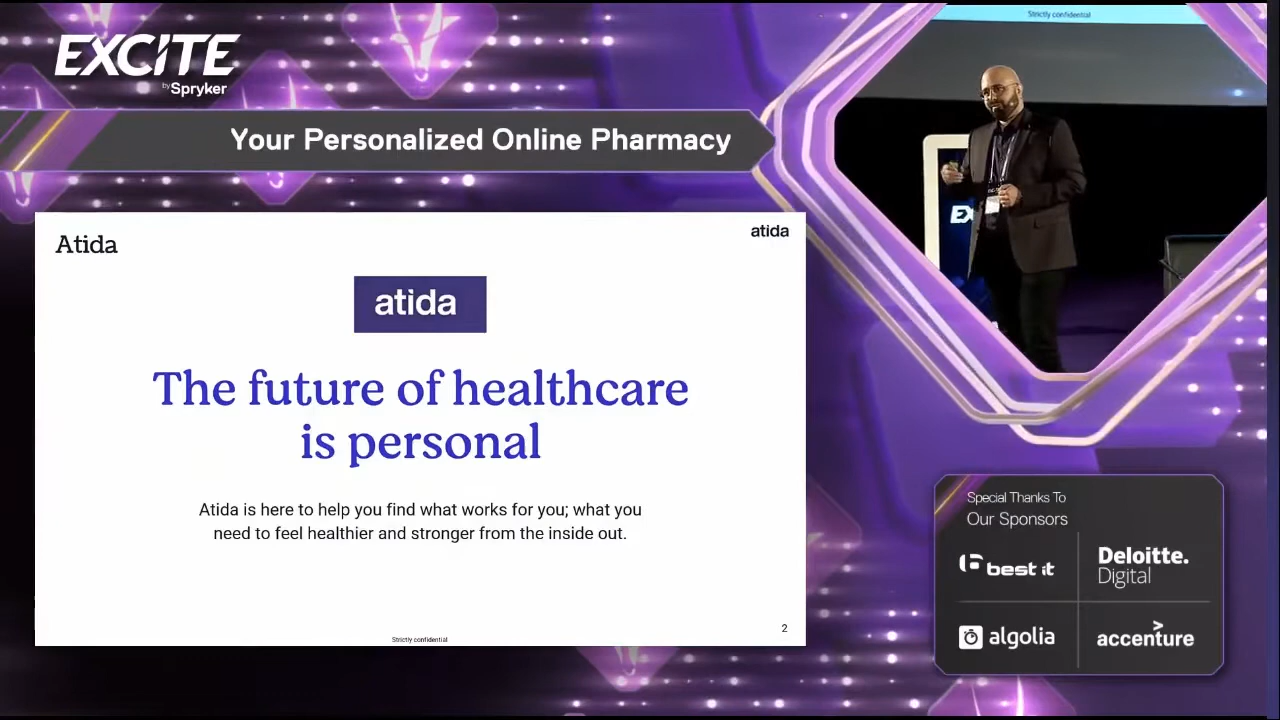 EXCITE
by Spryker
Your Personalized Online Pharmacy
Strictly confidential
EX
Atida
atida
atida
The future of healthcare
is personal
Atida is here to help you find what works for you; what you
need to feel healthier and stronger from the inside out.
Strictly confidential
2
Special Thanks To
Our Sponsors
best it
Deloitte.
Digital
algolia
accenture